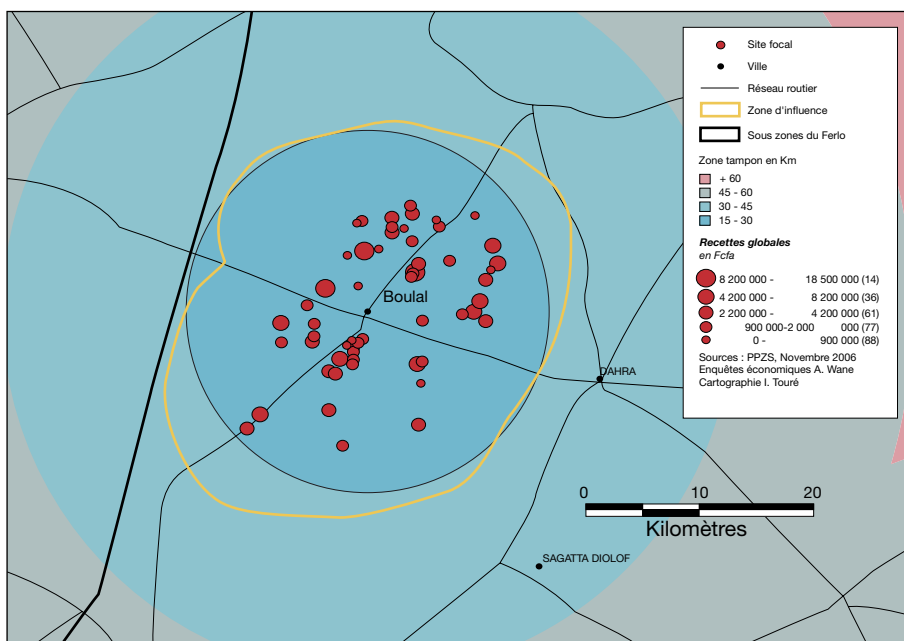 Site focal
Ville
Réseau routier
Zone d'influence
Sous zones du Ferlo
Zone tampon en Km
+ 60
45 - 60
30 - 45
15 - 30
Recettes globales
en Fcfa
8 200 000 - 18 500 000 (14)
4 200 000 - 8 200 000 (36)
2 200 000 - 4 200 000 (61)
900 000-2 000 000 (77)
0 - 900 000 (88)
Sources : PPZS, Novembre 2006
Enquêtes économiques A. Wane
Cartographie I. Touré
Boulal
DAHRA
0 10 20
Kilomètres
SAGATTA DIOLOF